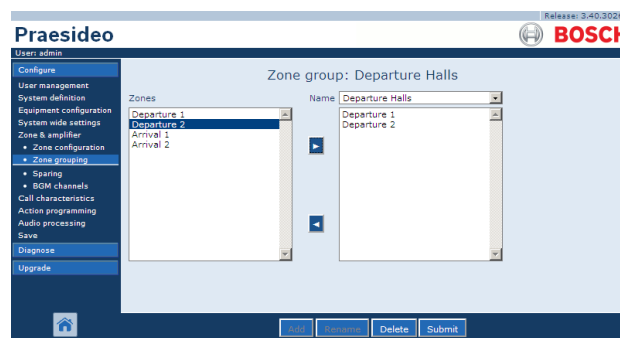 Release: 3.40.302
Praesideo
BOSCH
User: admin
Configure
User management
System definition
Equipment configuration
System wide settings
Zone & amplifier
• Zone configuration
• Zone grouping
• Sparing
• BGM channels
Call characteristics
Action programming
Audio processing
Save
Diagnose
Upgrade
Zone group: Departure Halls
Zones
Name Departure Halls
Departure 1
Departure 2
Arrival 1
Arrival 2
Departure 1
Departure 2
Add Rename Delete Submit